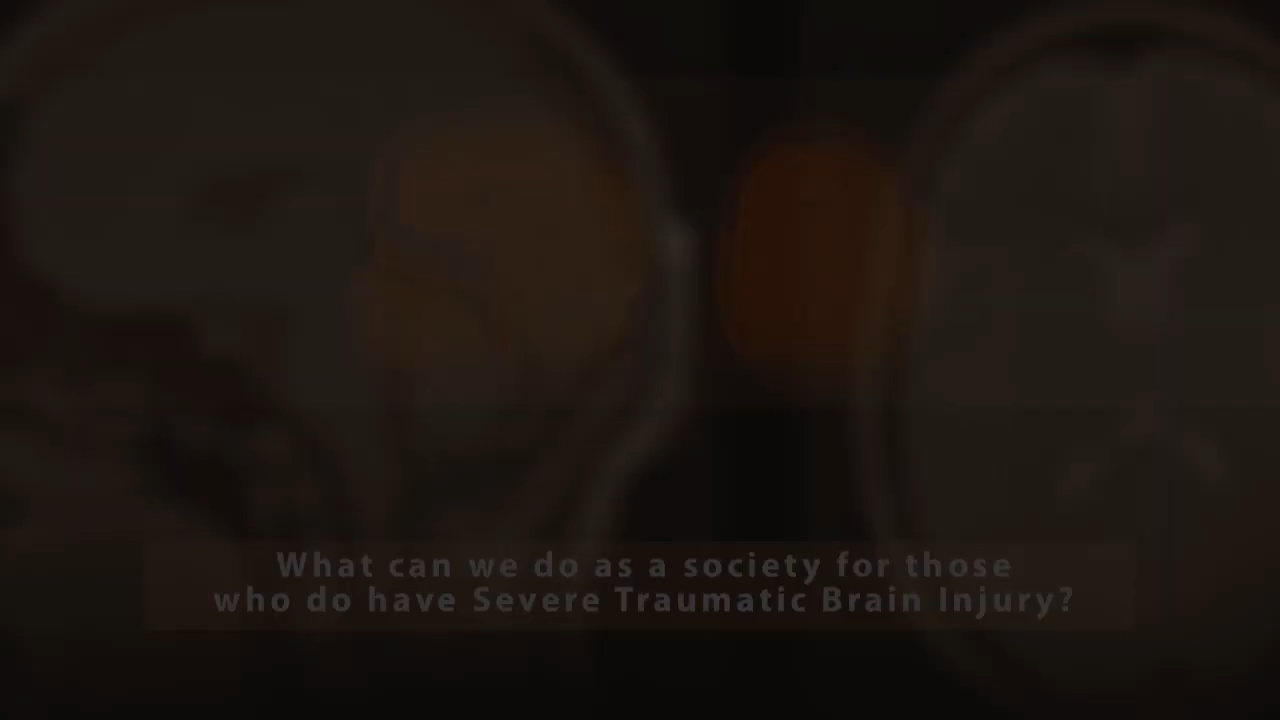 What can we do as a society for those
who do have Severe Traumatic Brain Injury?